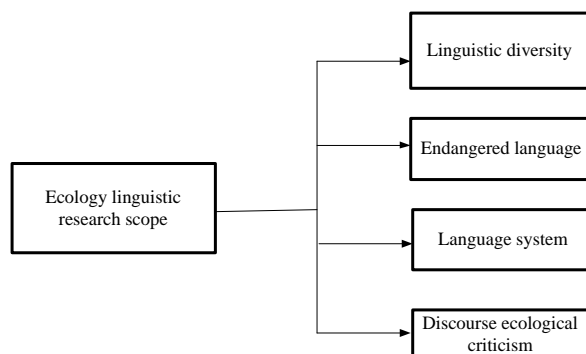 Linguistic diversity
Endangered language
Ecology linguistic
research scope
Language system
Discourse ecological
criticism